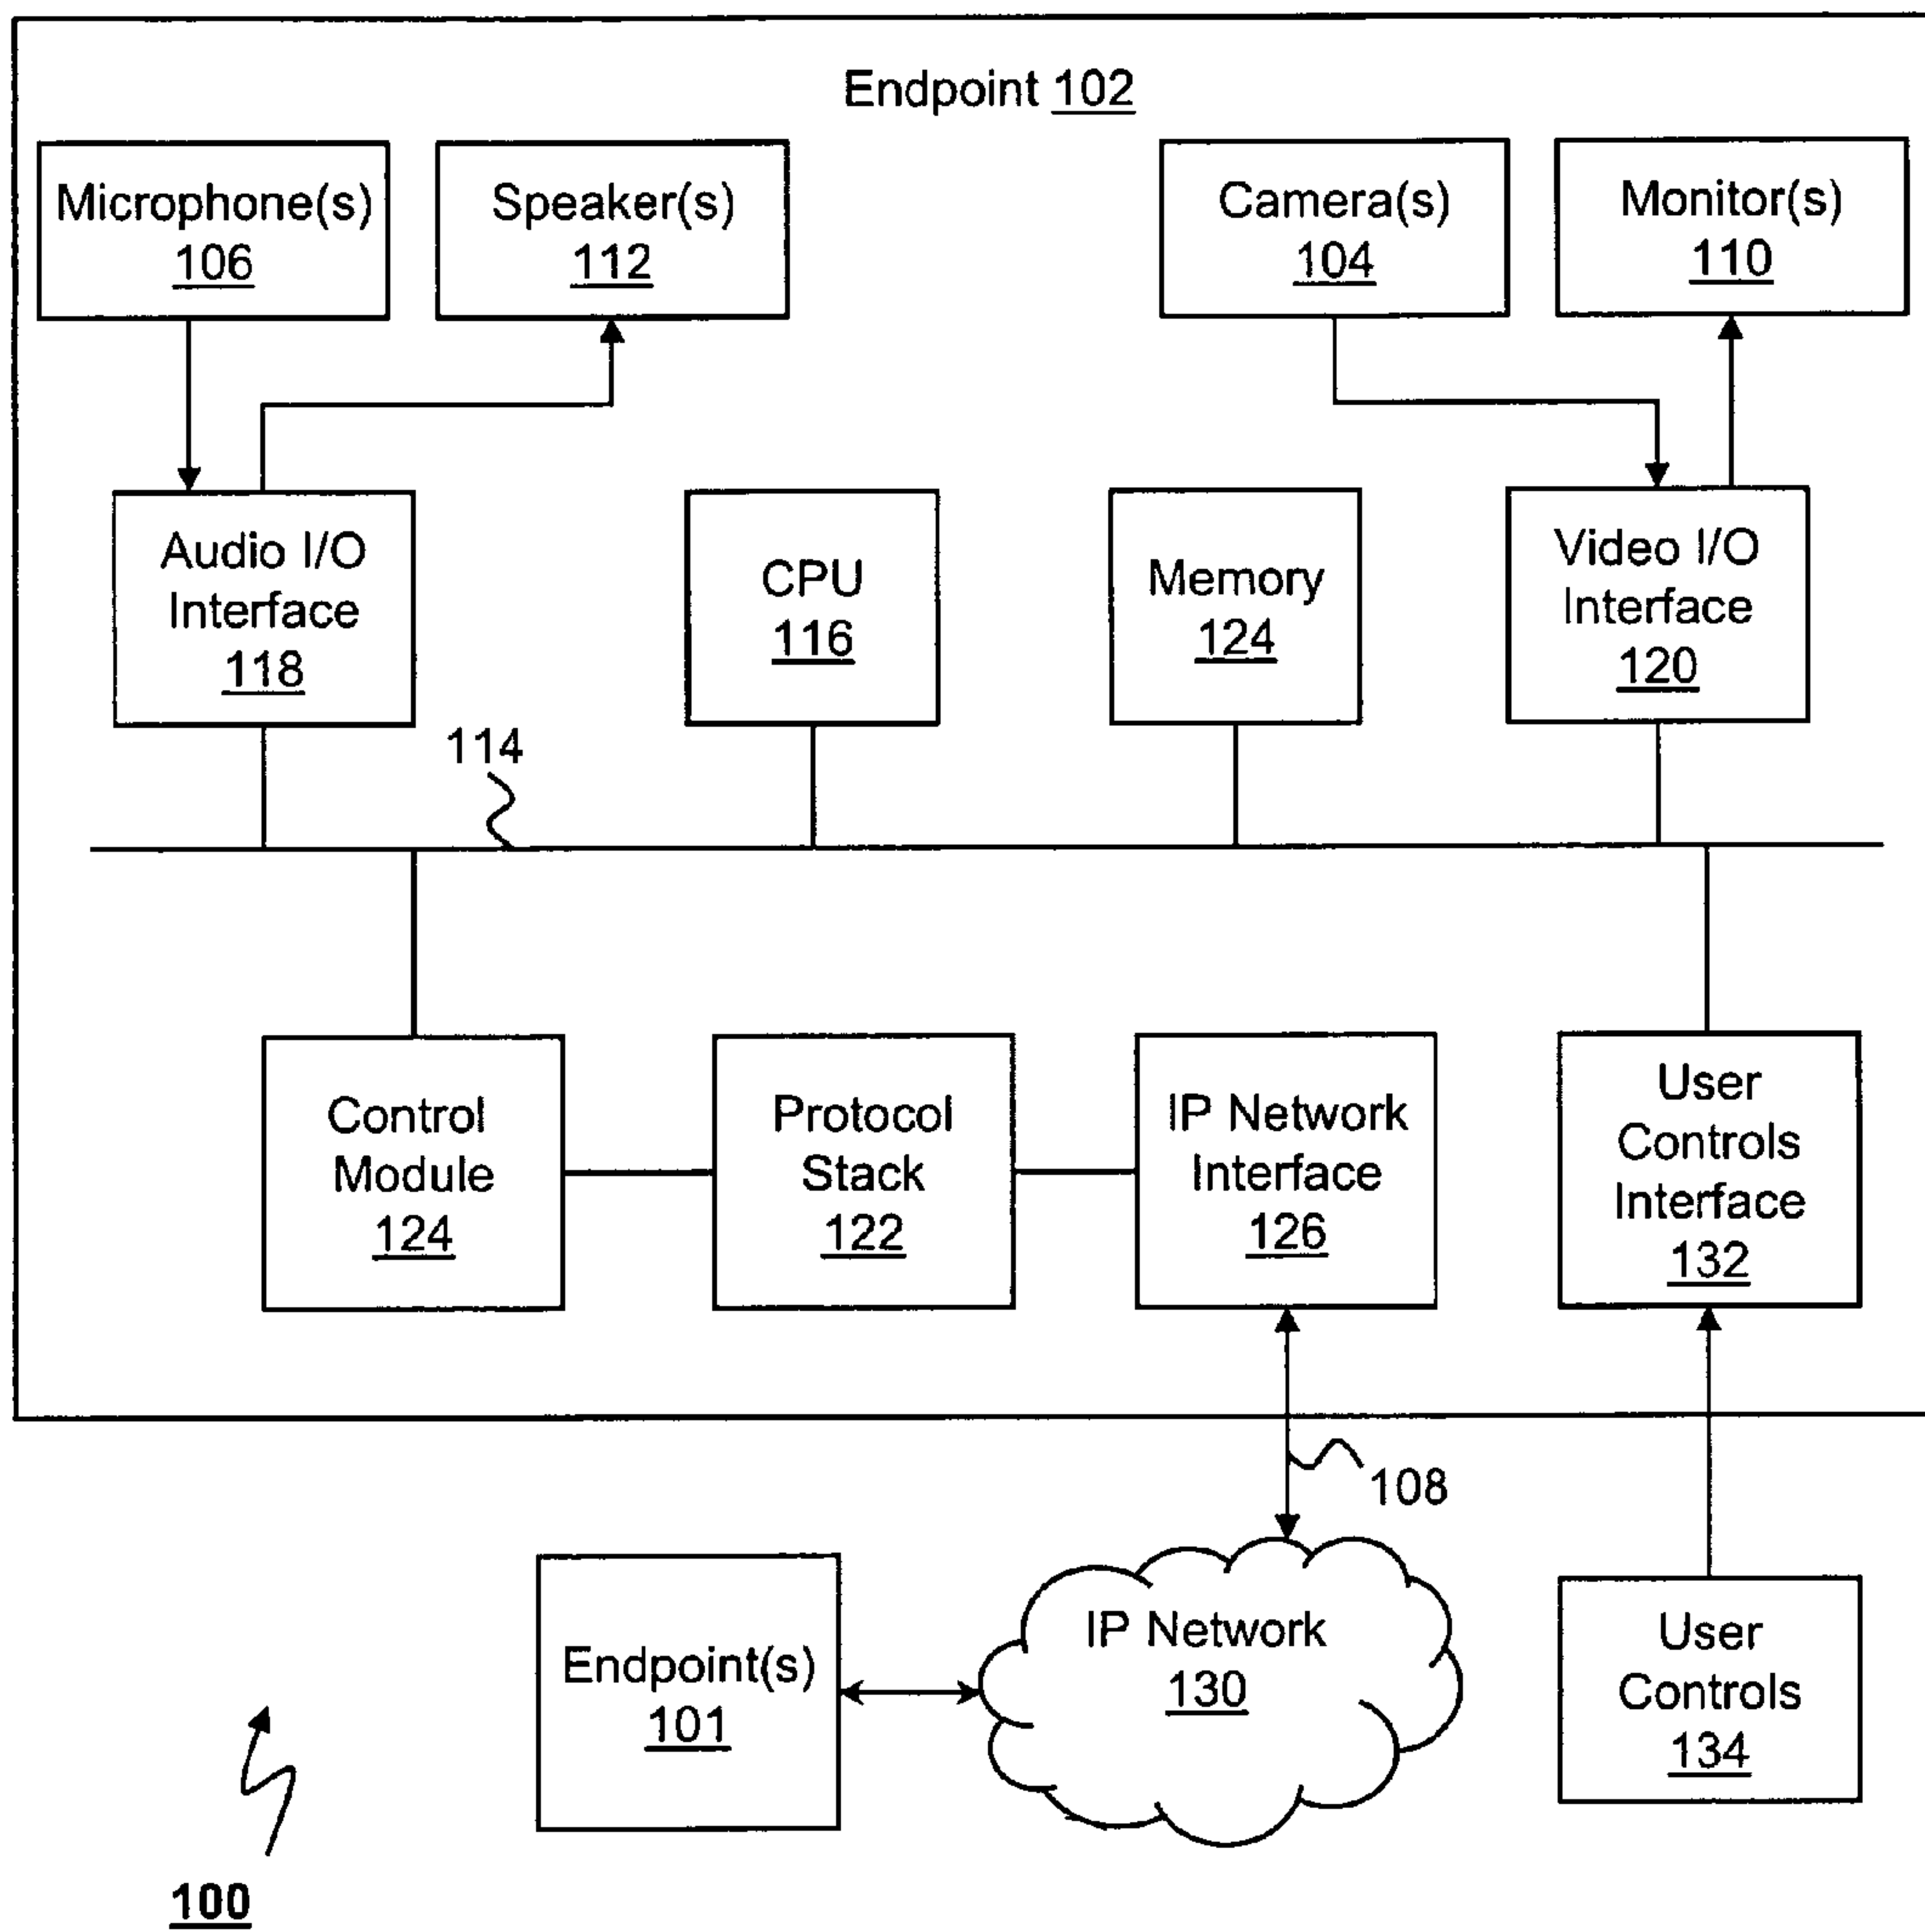 Endpoint 102
Microphone(s)
106
Speaker(s)
112
Camera(s)
104
Monitor(s)
110
Audio I/O
Interface
118
CPU
116
Memory
124
Video I/O
Interface
120
114
Control
Module
124
Protocol
Stack
122
IP Network
Interface
126
User
Controls
Interface
132
108
Endpoint(s)
101
IP Network
130
User
Controls
134
100